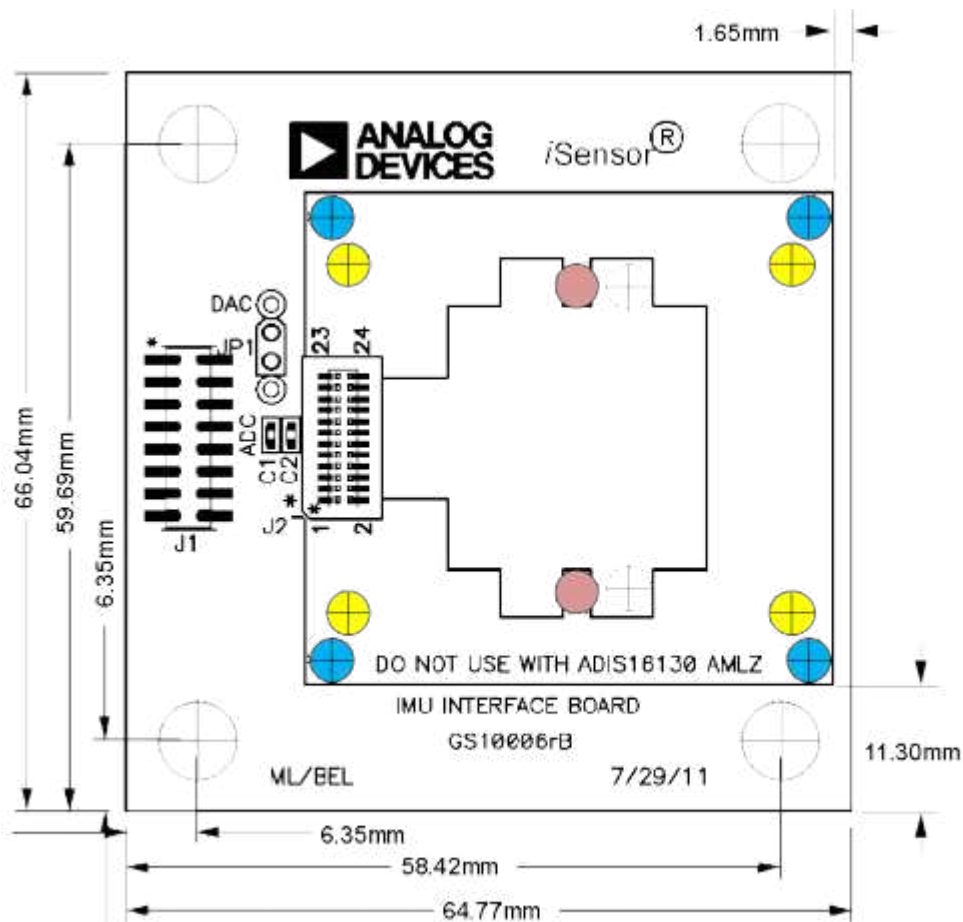 1.65mm
ANALOG
DEVICES
iSensor®
DAC
JP1
23
24
*
ADC
C1
C2
*
*
J2
1
2
J1
66.04mm
59.69mm
6.35mm
DO NOT USE WITH ADIS16130 AMLZ
IMU INTERFACE BOARD
GS10006rB
ML/BEL
7/29/11
11.30mm
6.35mm
58.42mm
64.77mm